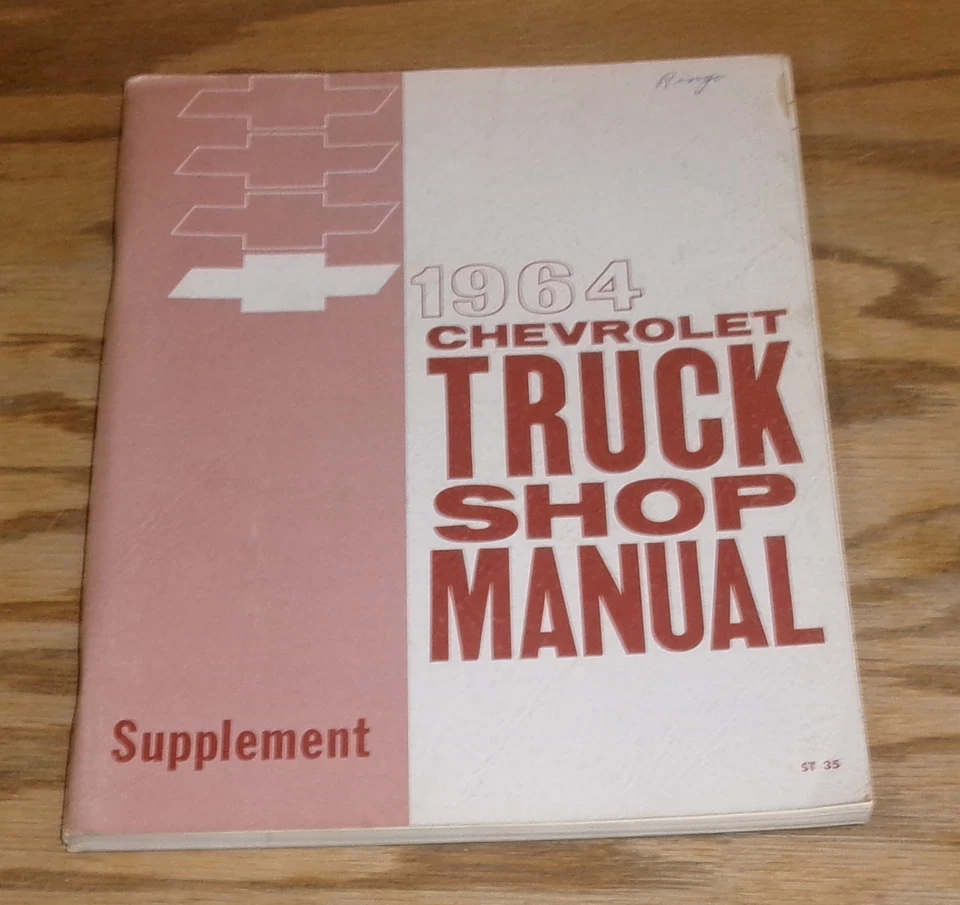 1964
CHEVROLET
TRUCK
SHOP
MANUAL
Supplement
ST 35